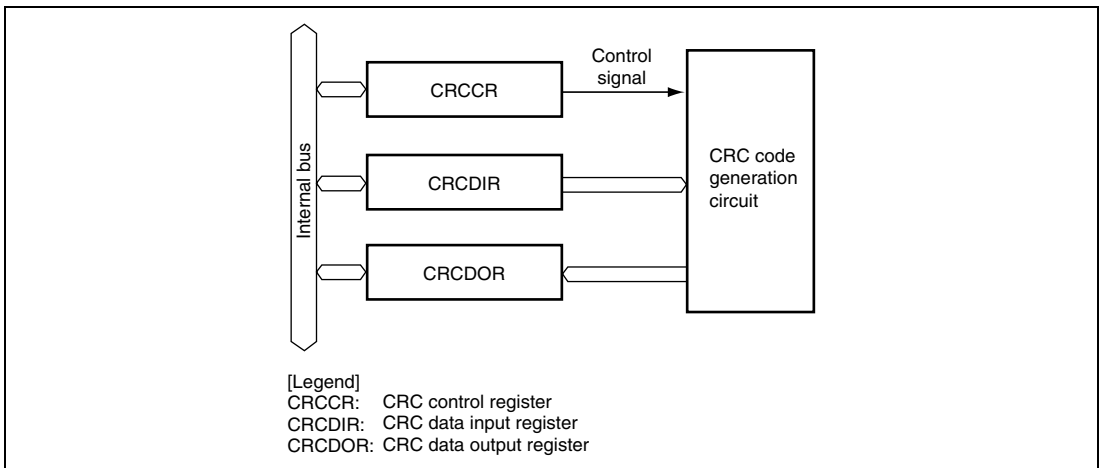 Control
signal
CRCCR
CRCDIR
CRCDOR
Internal bus
CRC code
generation
circuit
[Legend]
CRCCR: CRC control register
CRCDIR: CRC data input register
CRCDOR: CRC data output register